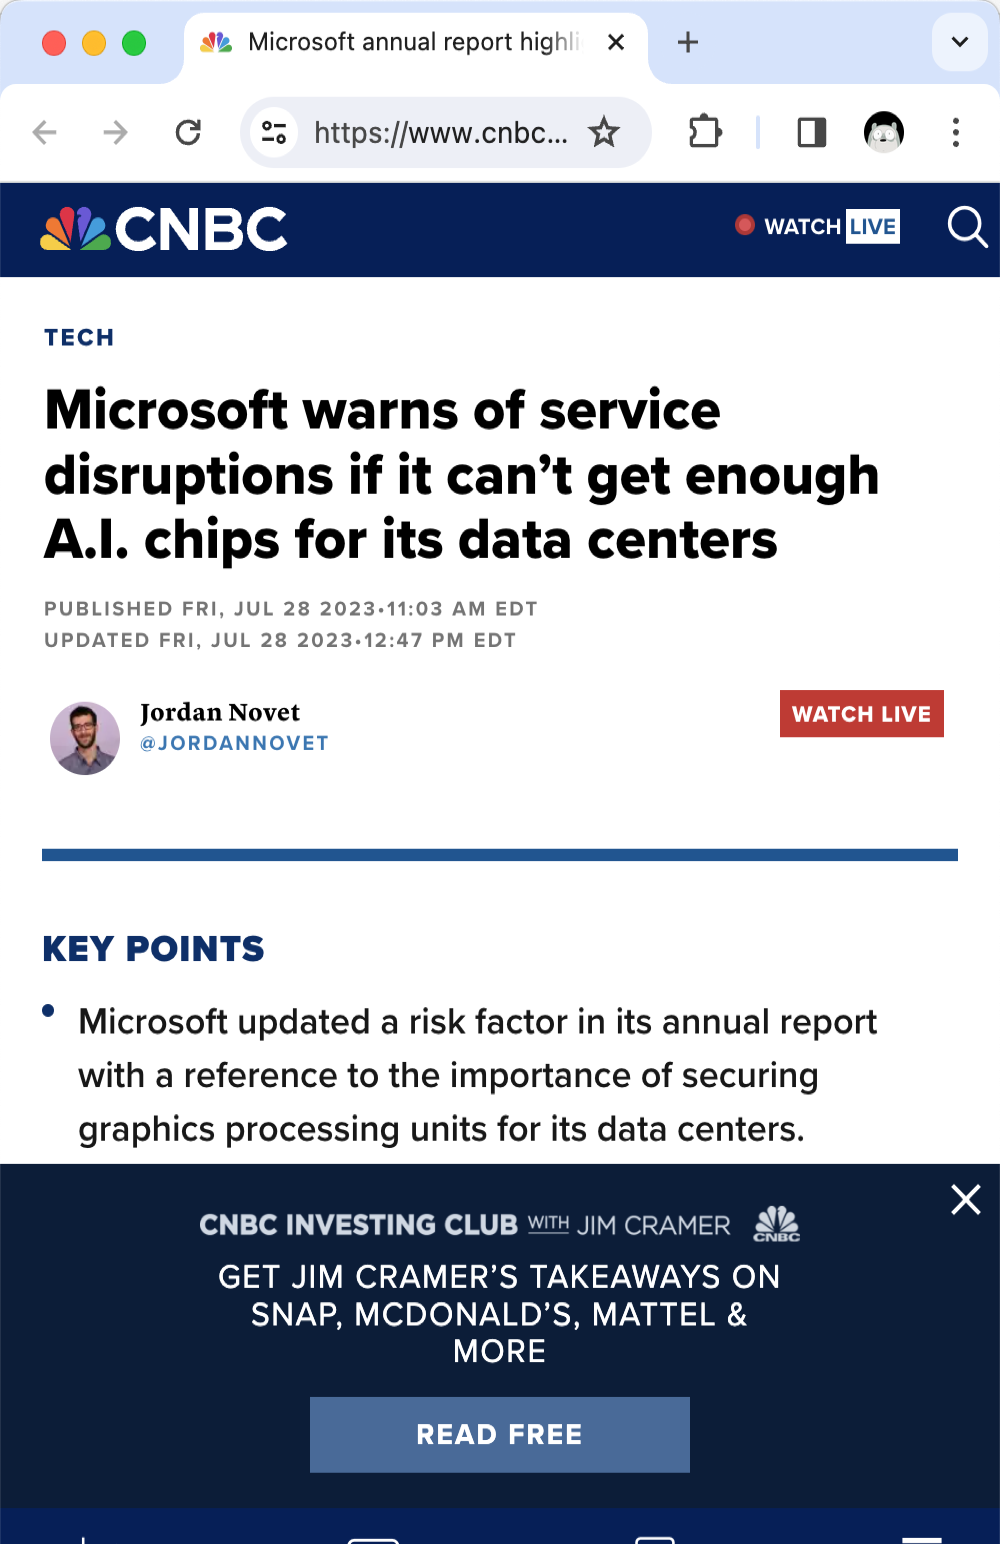 Microsoft annual report highli
https://www.cnbc...
CNBC
WATCH LIVE
TECH
Microsoft warns of service
disruptions if it can’t get enough
A.I. chips for its data centers
PUBLISHED FRI, JUL 28 2023•11:03 AM EDT
UPDATED FRI, JUL 28 2023•12:47 PM EDT
Jordan Novet
@JORDANNOVET
WATCH LIVE
KEY POINTS
• Microsoft updated a risk factor in its annual report
with a reference to the importance of securing
graphics processing units for its data centers.
CNBC INVESTING CLUB WITH JIM CRAMER CNBC
GET JIM CRAMER’S TAKEAWAYS ON
SNAP, MCDONALD’S, MATTEL &
MORE
READ FREE